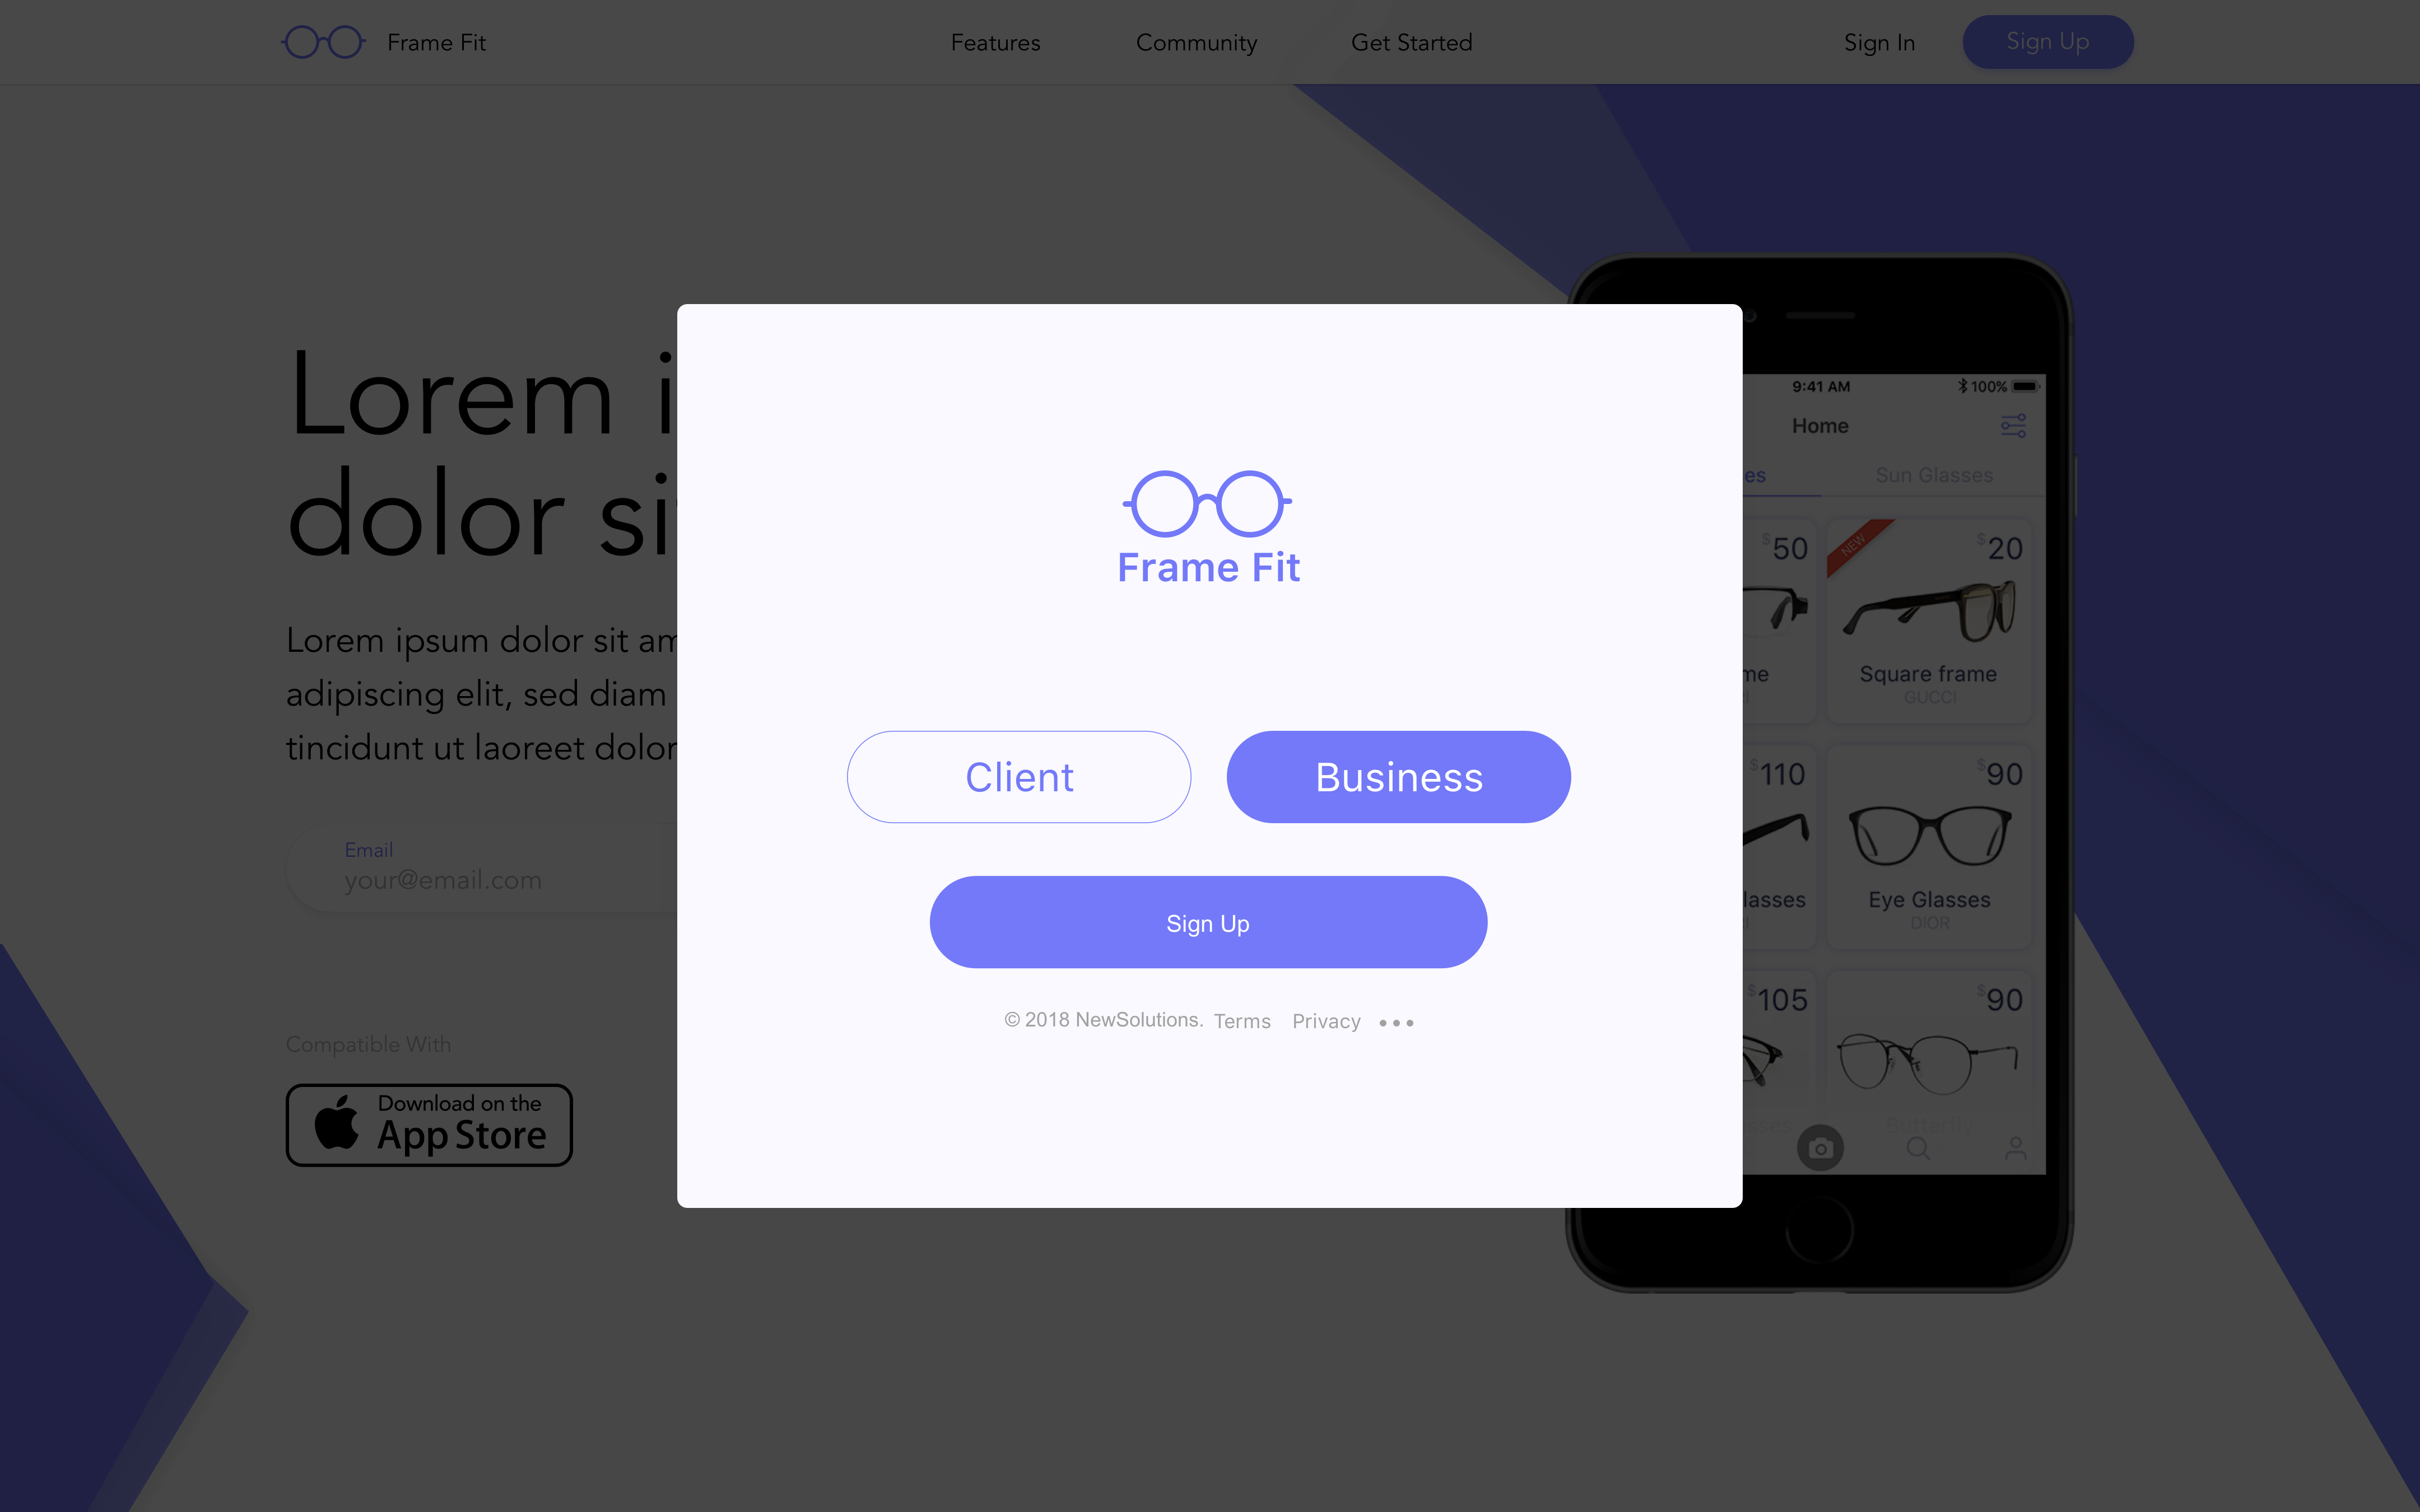 Frame Fit
Features
Community
Get Started
Sign In
Sign Up
Lorem i
dolor si
Lorem ipsum dolor sit am
adipiscing elit, sed diam
tincidunt ut laoreet dolor
Email
your@email.com
Compatible With
Download on the
App Store
Frame Fit
Client
Business
Sign Up
© 2018 NewSolutions. Terms Privacy
9:41 AM
100%
Home
es
Sun Glasses
$50
NEW
$20
me
Square frame
GUCCI
$110
$90
lasses
Eye Glasses
DIOR
$105
$90
asses
Butterfly